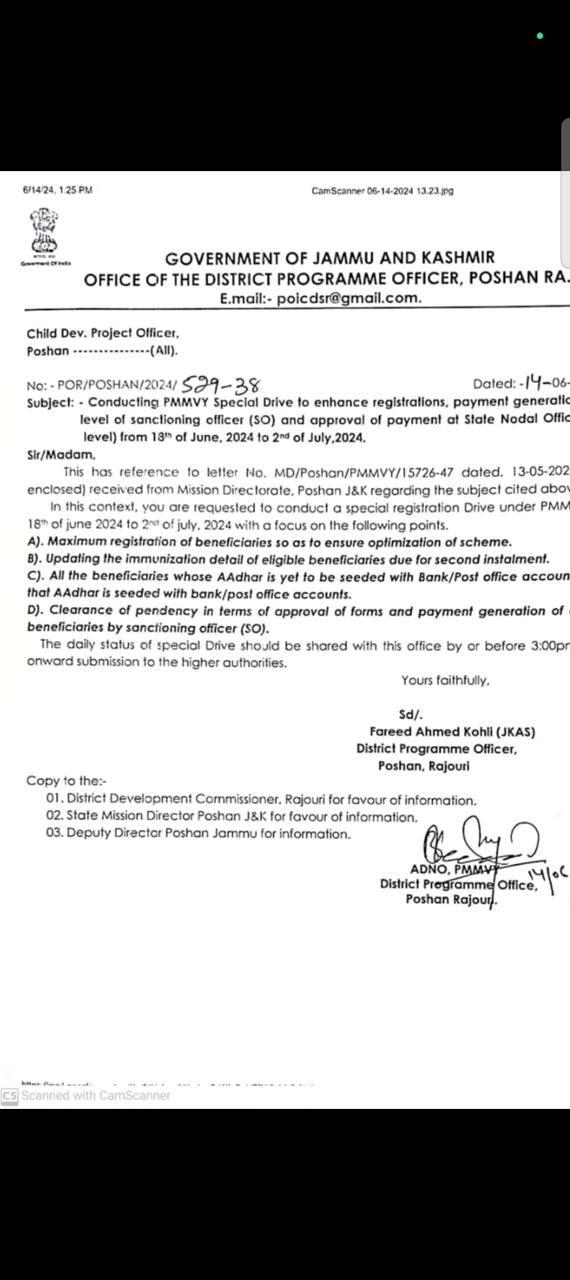 6/14/24, 1:25 PM
CamScanner 06-14-2024 13.23.jpg
Government Of India
GOVERNMENT OF JAMMU AND KASHMIR
OFFICE OF THE DISTRICT PROGRAMME OFFICER, POSHAN RA
E.mail:- poicdsr@gmail.com.
Child Dev. Project Officer,
Poshan ---------------(All).
No: - POR/POSHAN/2024/ 529-38
Dated: -14-06-
Subject: - Conducting PMMVY Special Drive to enhance registrations, payment generatio
level of sanctioning officer (SO) and approval of payment at State Nodal Offic
level) from 18th of June, 2024 to 2nd of July,2024.
Sir/Madam,
This has reference to letter No. MD/Poshan/PMMVY/15726-47 dated. 13-05-202
enclosed) received from Mission Directorate, Poshan J&K regarding the subject cited abov
In this context, you are requested to conduct a special registration Drive under PMM
18th of june 2024 to 2nd of july, 2024 with a focus on the following points.
A). Maximum registration of beneficiaries so as to ensure optimization of scheme.
B). Updating the immunization detail of eligible beneficiaries due for second instalment.
C). All the beneficiaries whose AAdhar is yet to be seeded with Bank/Post office accoun
that AAdhar is seeded with bank/post office accounts.
D). Clearance of pendency in terms of approval of forms and payment generation of
beneficiaries by sanctioning officer (SO).
The daily status of special Drive should be shared with this office by or before 3:00pm
onward submission to the higher authorities.
Yours faithfully,
Sd/.
Fareed Ahmed Kohli (JKAS)
District Programme Officer,
Poshan, Rajouri
Copy to the:-
01. District Development Commissioner, Rajouri for favour of information.
02. State Mission Director Poshan J&K for favour of information.
03. Deputy Director Poshan Jammu for information.
ADNO, PMMVY
14/06
District Programme Office,
Poshan Rajouri.
CS Scanned with CamScanner